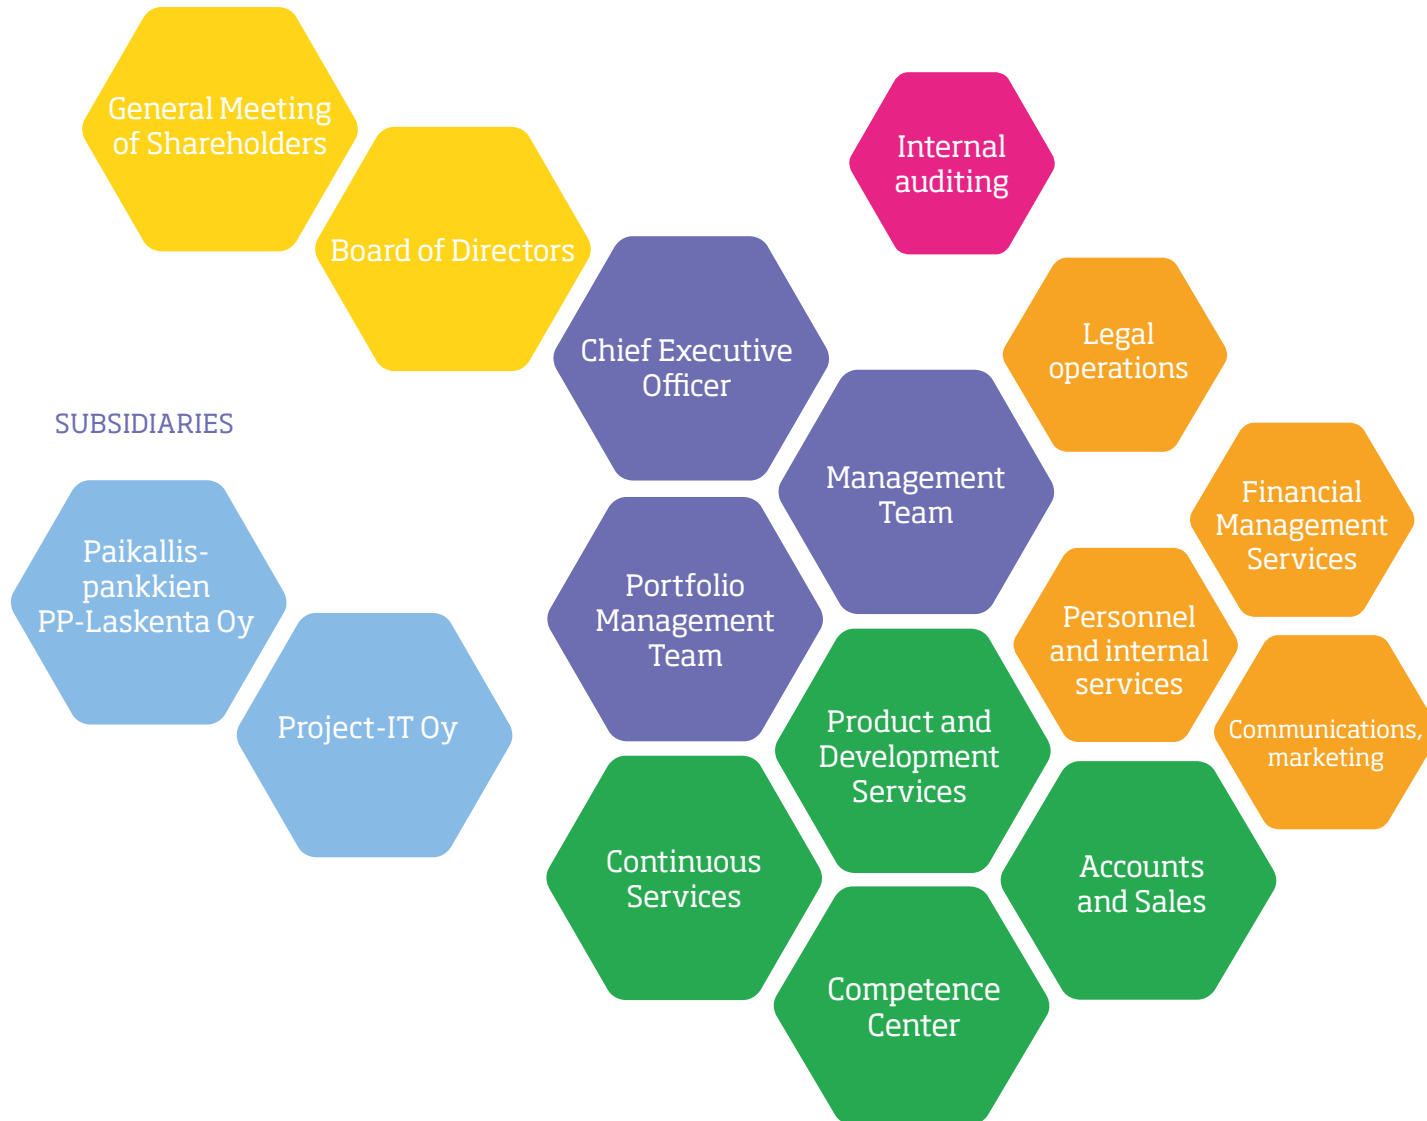 General Meeting
of Shareholders
Board of Directors
Internal
auditing
Chief Executive
Officer
Legal
operations
Management
Team
Financial
Management
Services
SUBSIDIARIES
Paikallis-
pankkien
PP-Laskenta Oy
Project-IT Oy
Portfolio
Management
Team
Personnel
and internal
services
Communications,
marketing
Product and
Development
Services
Continuous
Services
Accounts
and Sales
Competence
Center